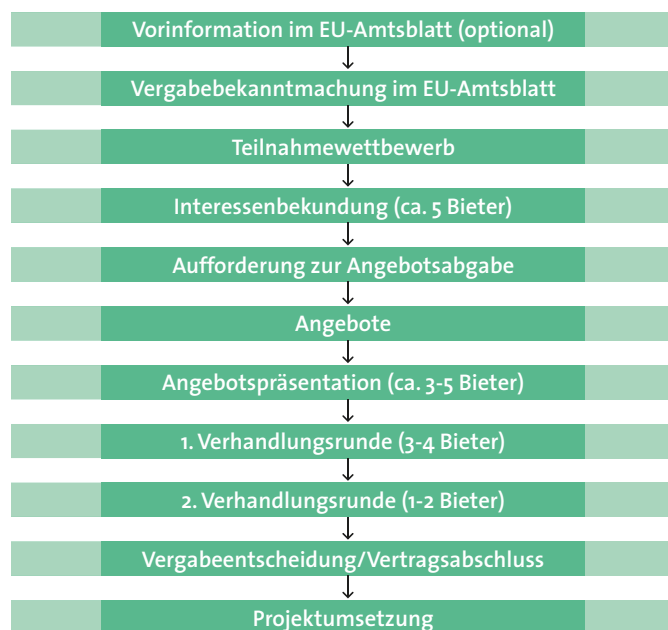 Vorinformation im EU-Amtsblatt (optional)
Vergabebekanntmachung im EU-Amtsblatt
Teilnahmewettbewerb
Interessenbekundung (ca. 5 Bieter)
Aufforderung zur Angebotsabgabe
Angebote
Angebotspräsentation (ca. 3-5 Bieter)
1. Verhandlungsrunde (3-4 Bieter)
2. Verhandlungsrunde (1-2 Bieter)
Vergabeentscheidung/Vertragsabschluss
Projektumsetzung